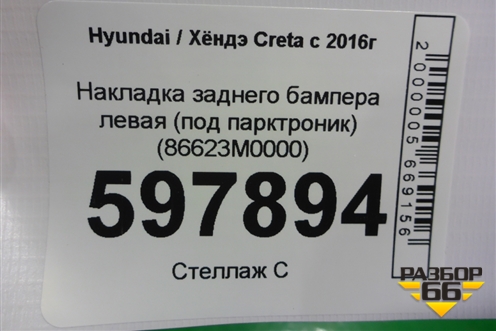 Hyundai / Хёндэ Creta с 2016г
Накладка заднего бампера
левая (под парктроник)
(86623M0000)
597894
Стеллаж С
2000005669156
РАЗБОР
66